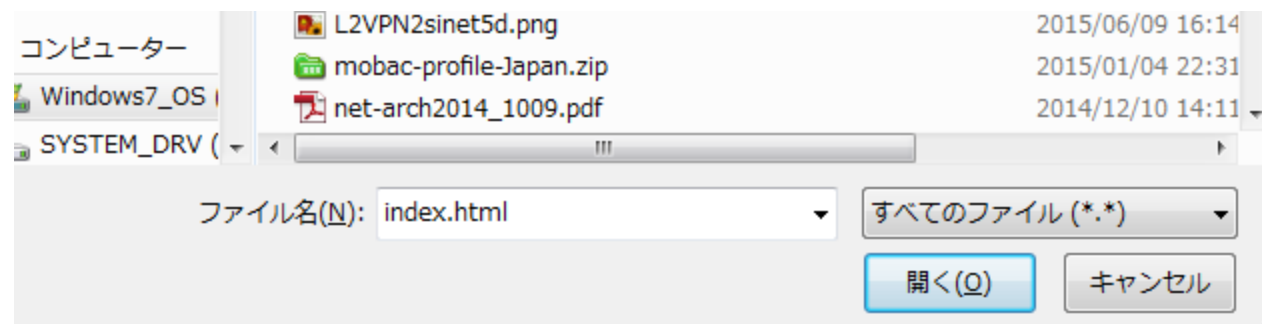 L2VPN2sinet5d.png 2015/06/09 16:14
コンピューター
mobac-profile-Japan.zip 2015/01/04 22:31
Windows7_OS (
net-arch2014_1009.pdf 2014/12/10 14:11
SYSTEM_DRV (
ファイル名(N): index.html すべてのファイル (*.*)
開く(O) キャンセル